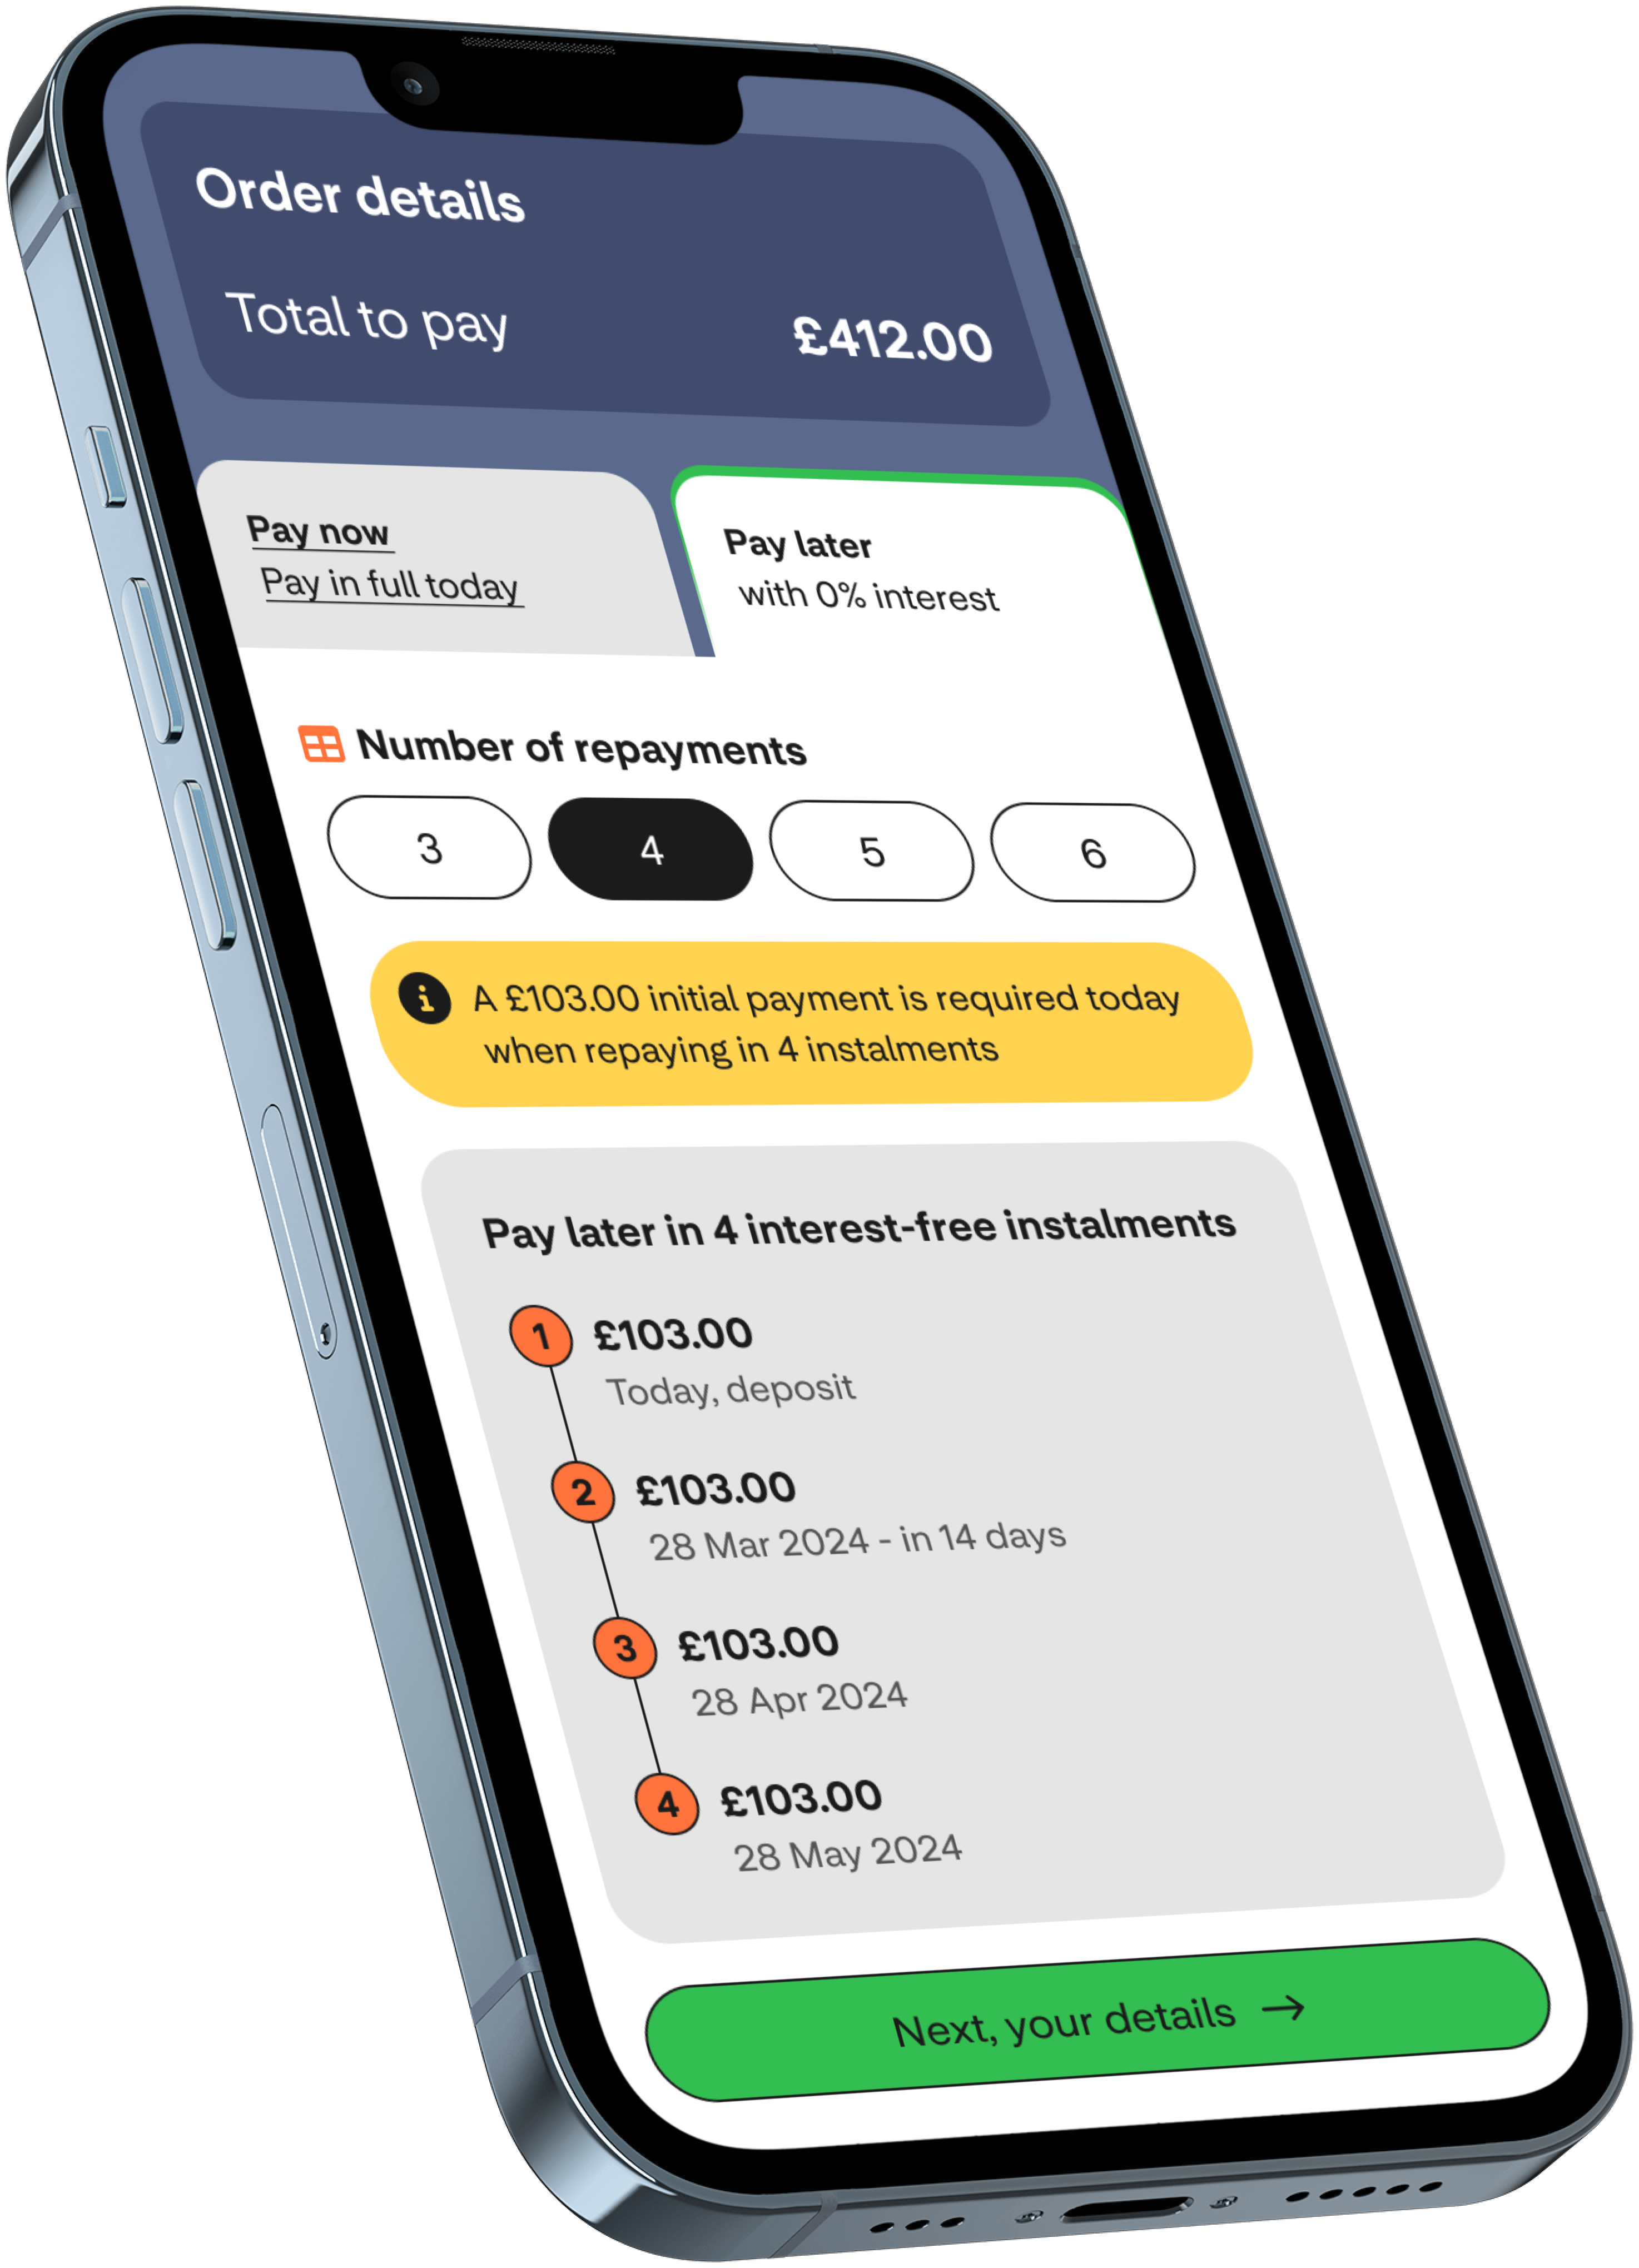 Order details
Total to pay £412.00
Pay now
Pay in full today
Pay later
with 0% interest
Number of repayments
3 4 5 6
A £103.00 initial payment is required today
when repaying in 4 instalments
Pay later in 4 interest-free instalments
1 £103.00
Today, deposit
2 £103.00
28 Mar 2024 - in 14 days
3 £103.00
28 Apr 2024
4 £103.00
28 May 2024
Next, your details →